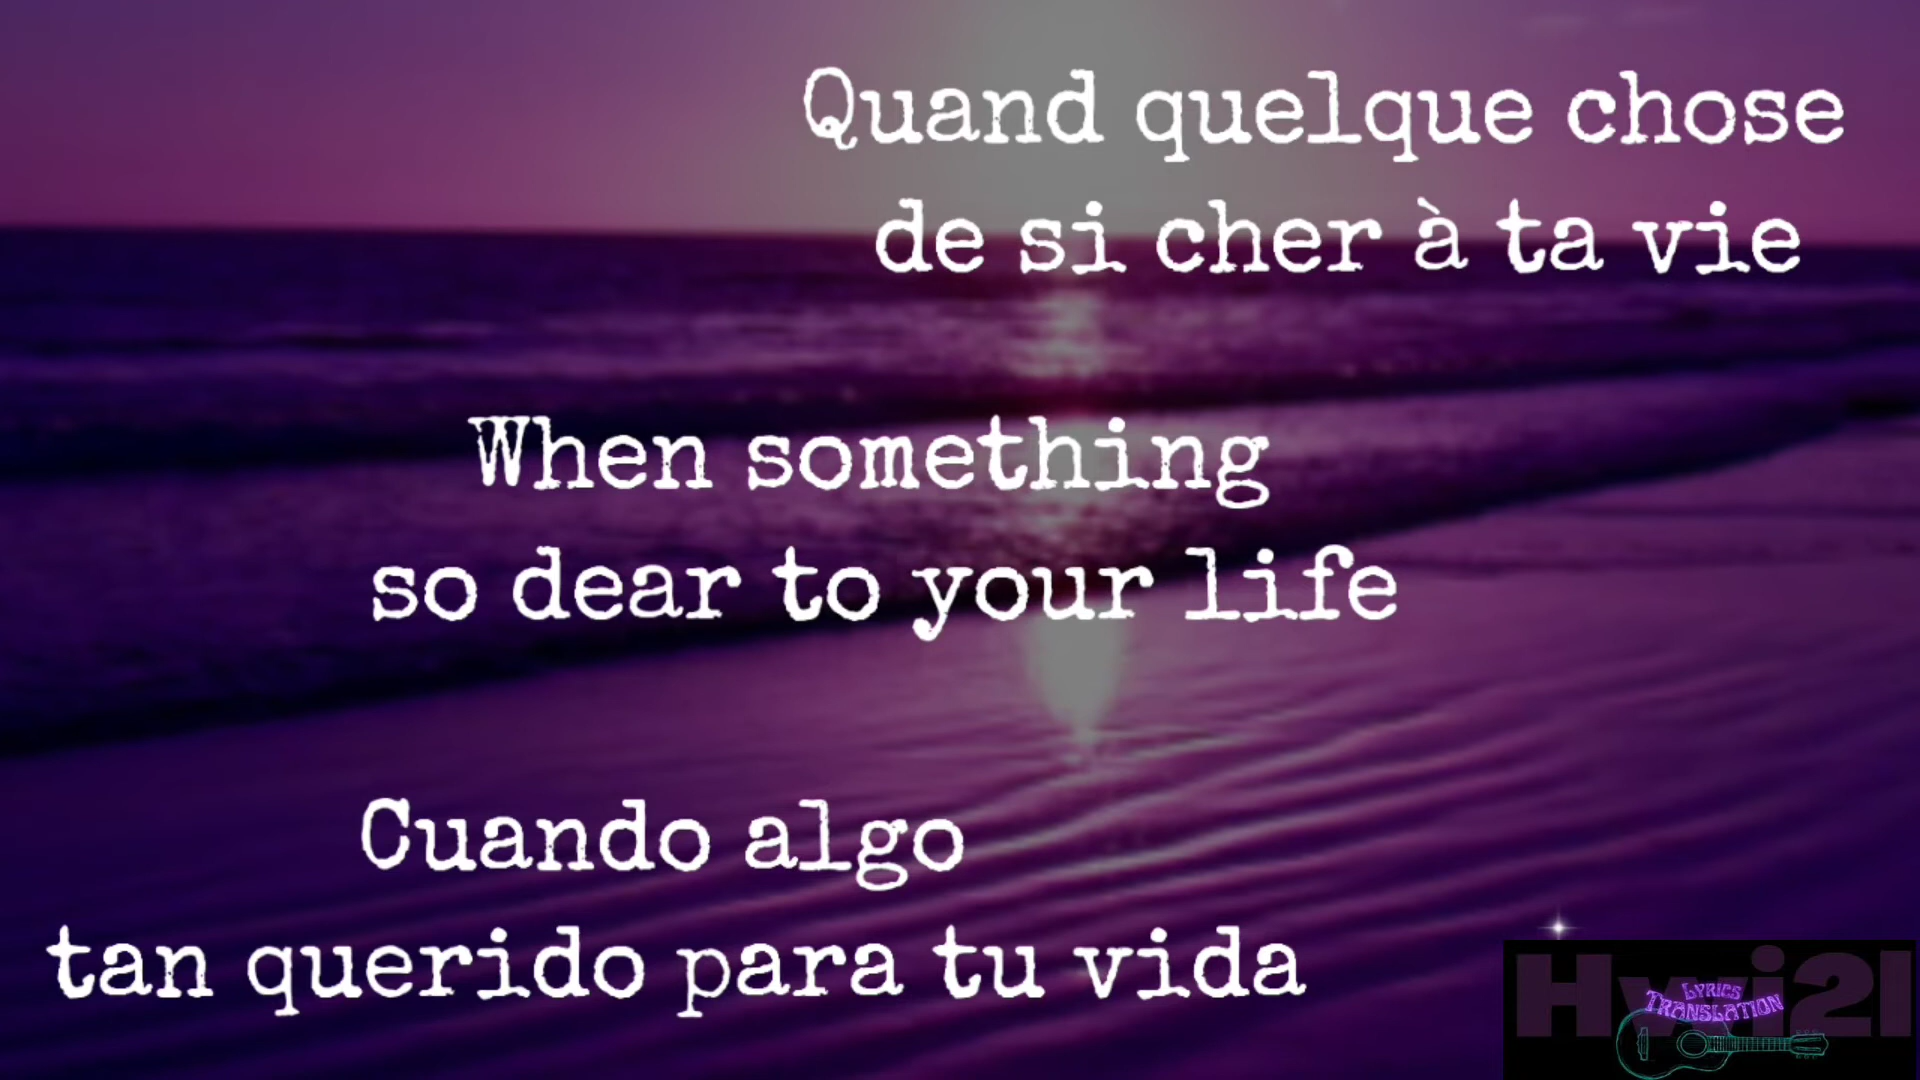 Quand quelque chose
de si cher à ta vie
When something
so dear to your life
Cuando algo
tan querido para tu vida
LYRICS
TRANSLATION